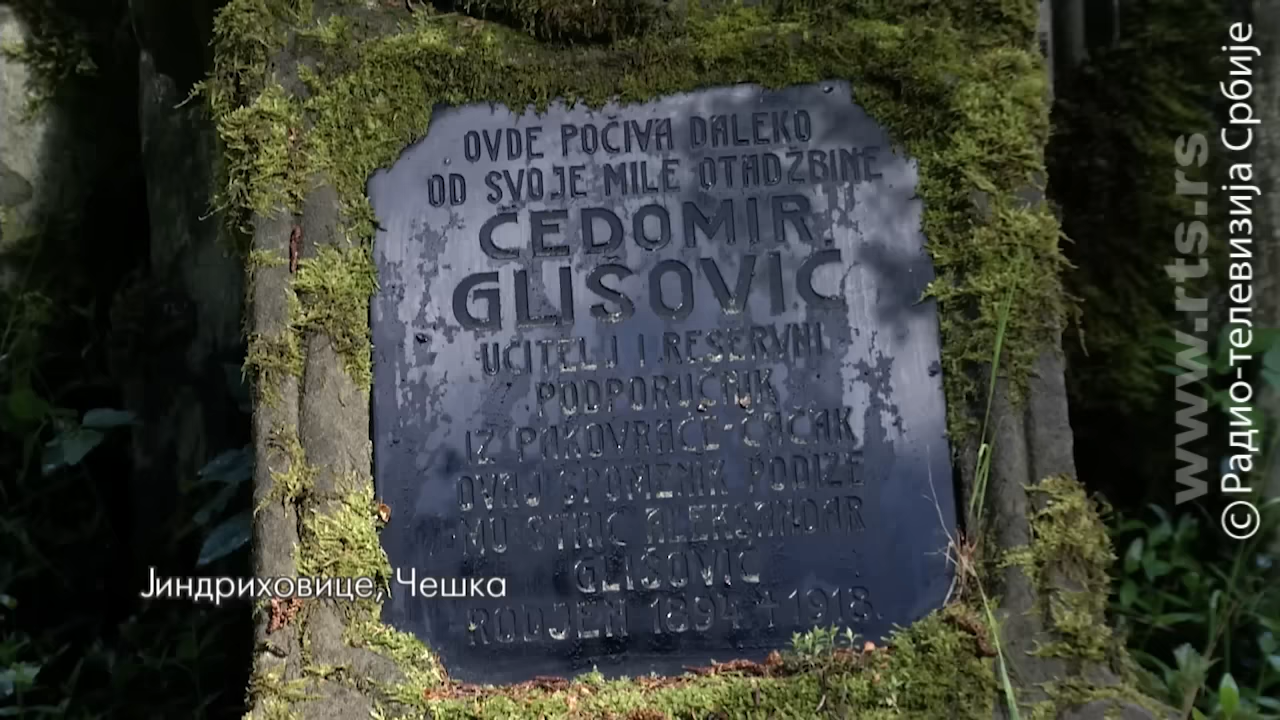 OVDE POČIVA DALEKO
OD SVOJE MILE OTADŽBINE
ČEDOMIR
GLIŠOVIĆ
UČITELJ I RESERVNI
PODPORUČNIK
IZ PAKOVRAĆE-ČAČAK
OVAJ SPOMENIK PODIŽE
MU STRIC ALEKSANDAR
GLIŠOVIĆ
RODJEN 1894 † 1918
Јиндриховице, Чешка
www.rts.rs
© Радио-телевизија Србије